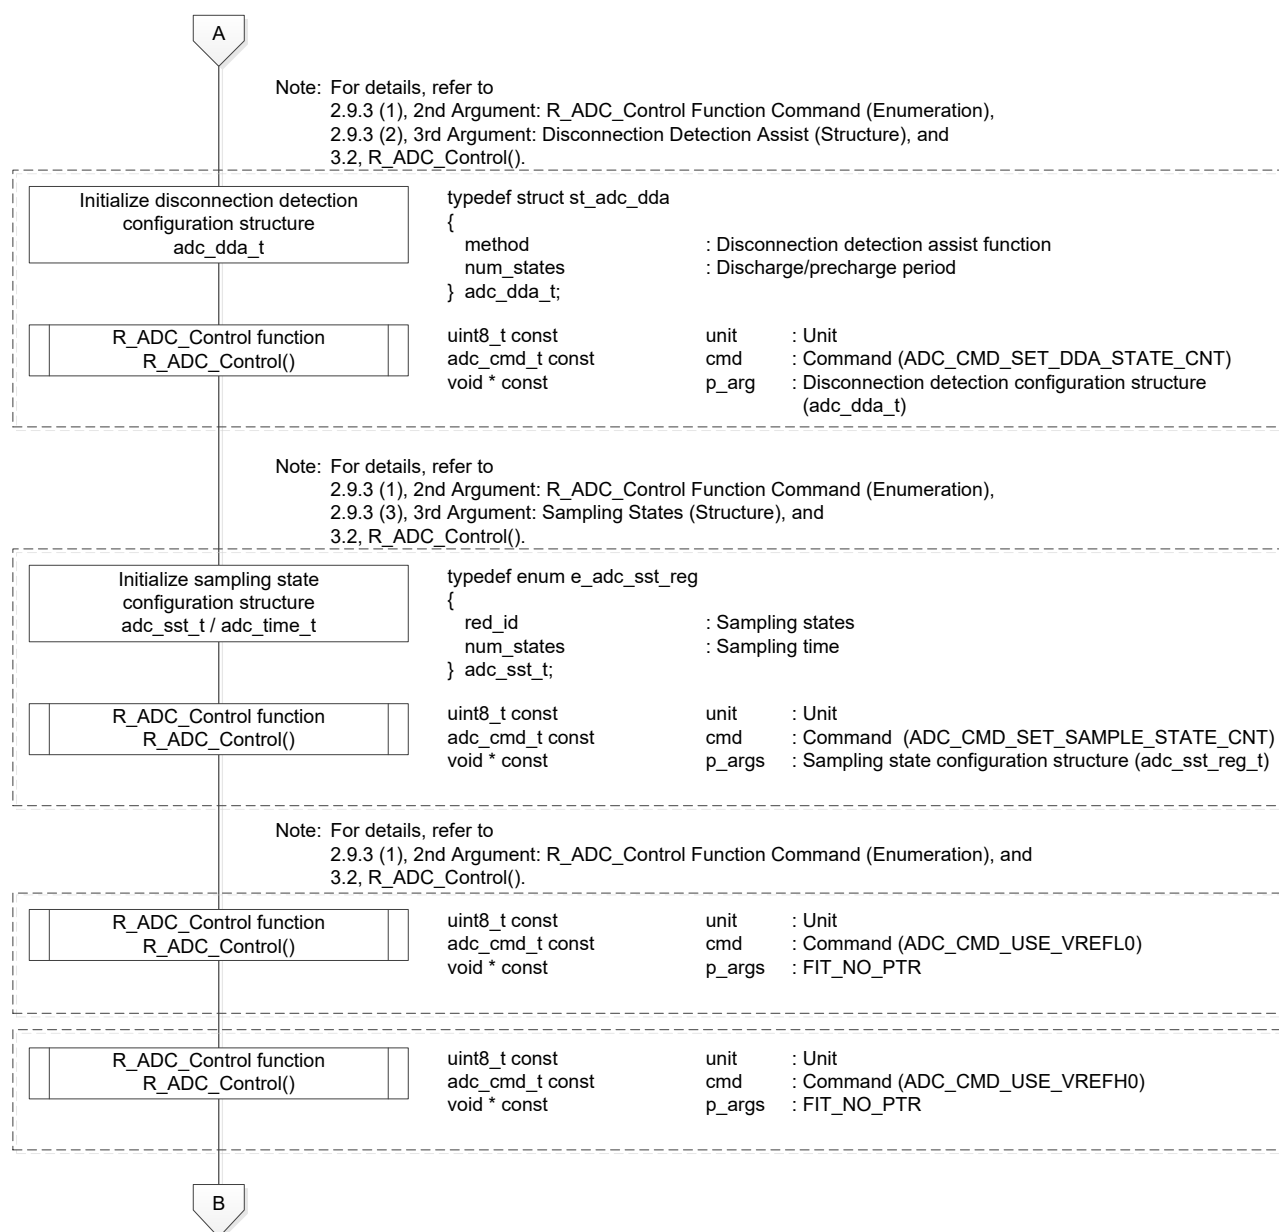 A
Note: For details, refer to
2.9.3 (1), 2nd Argument: R_ADC_Control Function Command (Enumeration),
2.9.3 (2), 3rd Argument: Disconnection Detection Assist (Structure), and
3.2, R_ADC_Control().
Initialize disconnection detection
configuration structure
adc_dda_t
typedef struct st_adc_dda
{
method : Disconnection detection assist function
num_states : Discharge/precharge period
} adc_dda_t;
R_ADC_Control function
R_ADC_Control()
uint8_t const unit : Unit
adc_cmd_t const cmd : Command (ADC_CMD_SET_DDA_STATE_CNT)
void * const p_arg : Disconnection detection configuration structure
(adc_dda_t)
Note: For details, refer to
2.9.3 (1), 2nd Argument: R_ADC_Control Function Command (Enumeration),
2.9.3 (3), 3rd Argument: Sampling States (Structure), and
3.2, R_ADC_Control().
Initialize sampling state
configuration structure
adc_sst_t / adc_time_t
typedef enum e_adc_sst_reg
{
red_id : Sampling states
num_states : Sampling time
} adc_sst_t;
R_ADC_Control function
R_ADC_Control()
uint8_t const unit : Unit
adc_cmd_t const cmd : Command (ADC_CMD_SET_SAMPLE_STATE_CNT)
void * const p_args : Sampling state configuration structure (adc_sst_reg_t)
Note: For details, refer to
2.9.3 (1), 2nd Argument: R_ADC_Control Function Command (Enumeration), and
3.2, R_ADC_Control().
R_ADC_Control function
R_ADC_Control()
uint8_t const unit : Unit
adc_cmd_t const cmd : Command (ADC_CMD_USE_VREFL0)
void * const p_args : FIT_NO_PTR
R_ADC_Control function
R_ADC_Control()
uint8_t const unit : Unit
adc_cmd_t const cmd : Command (ADC_CMD_USE_VREFH0)
void * const p_args : FIT_NO_PTR
B